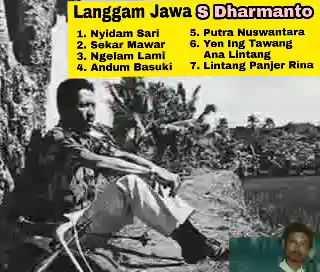 Langgam Jawa S Dharmanto
1. Nyidam Sari
2. Sekar Mawar
3. Ngelam Lami
4. Andum Basuki
5. Putra Nuswantara
6. Yen Ing Tawang
Ana Lintang
7. Lintang Panjer Rina